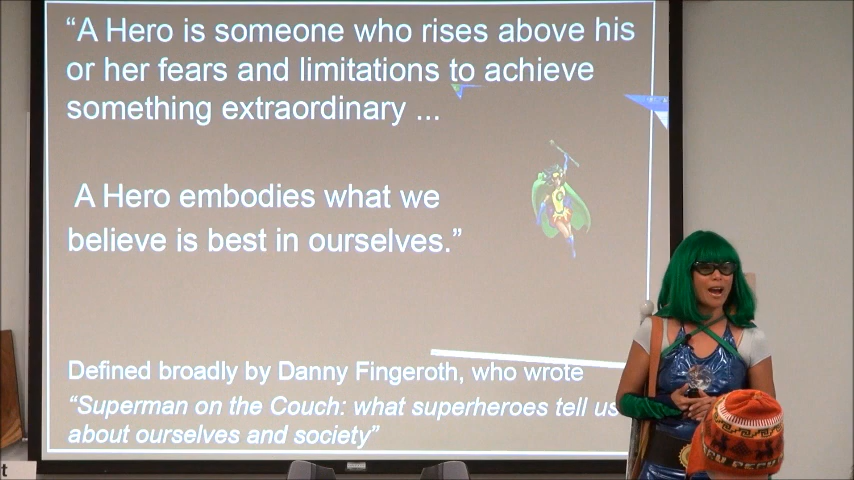 “A Hero is someone who rises above his
or her fears and limitations to achieve
something extraordinary ...
A Hero embodies what we
believe is best in ourselves.”
Defined broadly by Danny Fingeroth, who wrote
“Superman on the Couch: what superheroes tell us
about ourselves and society”
t